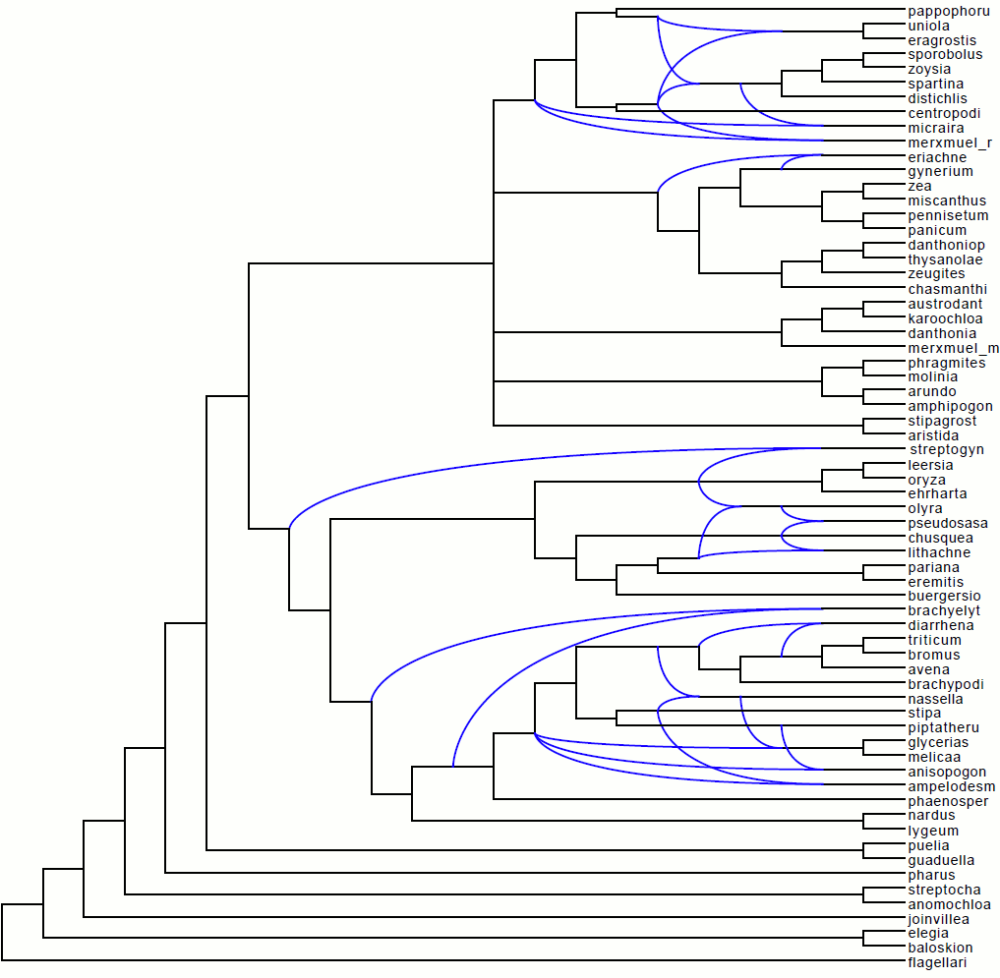 pappophoru
uniola
eragrostis
sporobolus
zoysia
spartina
distichlis
centropodi
micraira
merxmuel_r
eriachne
gynerium
zea
miscanthus
pennisetum
panicum
danthoniop
thysanolae
zeugites
chasmanthi
austrodant
karoochloa
danthonia
merxmuel_m
phragmites
molinia
arundo
amphipogon
stipagrost
aristida
streptogyn
leersia
oryza
ehrharta
olyra
pseudosasa
chusquea
lithachne
pariana
eremitis
buergersio
brachyelyt
diarrhena
triticum
bromus
avena
brachypodi
nassella
stipa
piptatheru
glycerias
melicaa
anisopogon
ampelodesm
phaenosper
nardus
lygeum
puelia
guaduella
pharus
streptocha
anomochloa
joinvillea
elegia
baloskion
flagellari